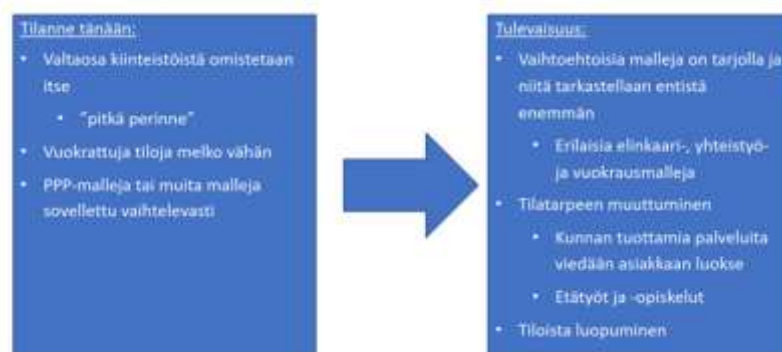 Tilanne tänään:
• Valtaosa kiinteistöistä omistetaan
itse
• "pitkä perinne"
• Vuokrattuja tiloja melko vähän
• PPP-malleja tai muita malleja
sovellettu vaihtelevasti
Tulevaisuus:
• Vaihtoehtoisia malleja on tarjolla ja
niitä tarkastellaan entistä
enemmän
• Erilaisia elinkaari-, yhteistyö-
ja vuokrausmalleja
• Tilatarpeen muuttuminen
• Kunnan tuottamia palveluita
viedään asiakkaan luokse
• Etätyöt ja -opiskelut
• Tiloista luopuminen